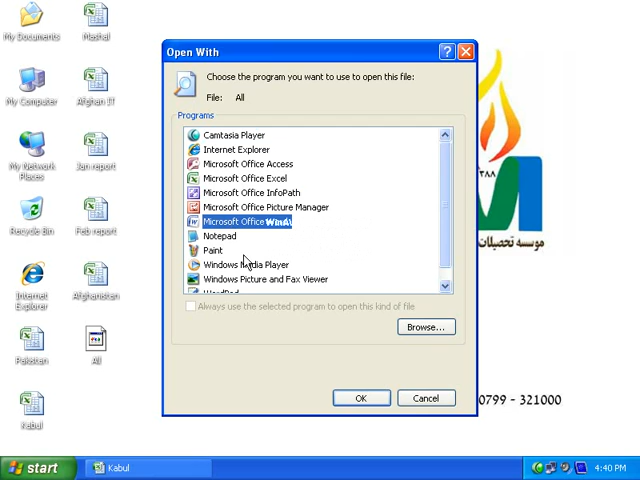 My Documents
Mashal
My Computer
Afghan IT
My Network
Places
Jan report
Recycle Bin
Feb report
Internet
Explorer
Afghanistan
Pakistan
All
Kabul
Open With
Choose the program you want to use to open this file:
File: All
Programs
Camtasia Player
Internet Explorer
Microsoft Office Access
Microsoft Office Excel
Microsoft Office InfoPath
Microsoft Office Picture Manager
Microsoft Office
Notepad
Paint
Windows Media Player
Windows Picture and Fax Viewer
WordPad
Always use the selected program to open this kind of file
Browse...
OK
Cancel
۱۳۸۸
موسسه تحصیلات
0799 - 321000
start
Kabul
4:40 PM